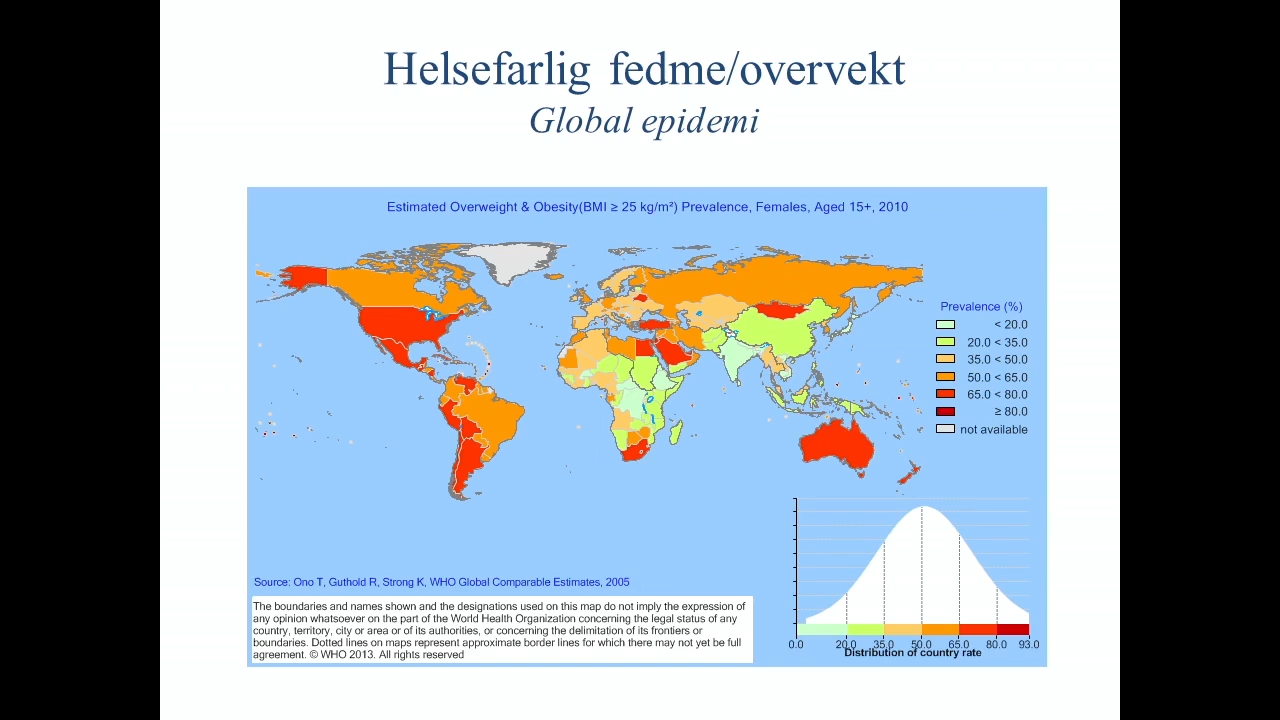 Helsefarlig fedme/overvekt
Global epidemi
Estimated Overweight & Obesity(BMI ≥ 25 kg/m²) Prevalence, Females, Aged 15+, 2010
Prevalence (%)
< 20.0
20.0 < 35.0
35.0 < 50.0
50.0 < 65.0
65.0 < 80.0
≥ 80.0
not available
Source: Ono T, Guthold R, Strong K, WHO Global Comparable Estimates, 2005
The boundaries and names shown and the designations used on this map do not imply the expression of
any opinion whatsoever on the part of the World Health Organization concerning the legal status of any
country, territory, city or area or of its authorities, or concerning the delimitation of its frontiers or
boundaries. Dotted lines on maps represent approximate border lines for which there may not yet be full
agreement. © WHO 2013. All rights reserved
0.0 20.0 35.0 50.0 65.0 80.0 93.0
Distribution of country rate